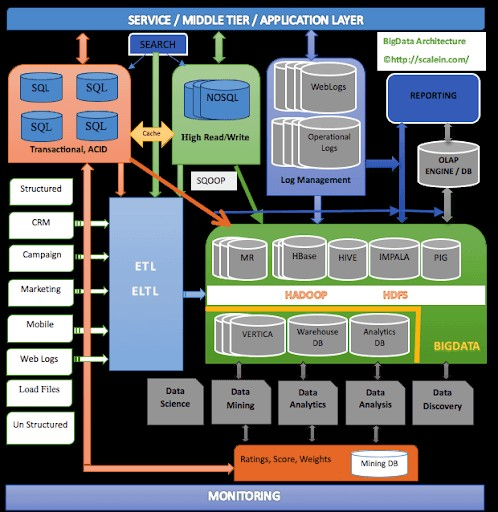 SERVICE / MIDDLE TIER / APPLICATION LAYER
SEARCH
BigData Architecture
©http://scalein.com/
SQL
SQL
SQL
SQL
Transactional, ACID
Cache
NOSQL
High Read/Write
WebLogs
Operational
Logs
Log Management
REPORTING
OLAP
ENGINE / DB
SQOOP
Structured
CRM
Campaign
Marketing
Mobile
Web Logs
Load Files
Un Structured
ETL
ELTL
MR
HBase
HIVE
IMPALA
PIG
HADOOP
HDFS
VERTICA
Warehouse
DB
Analytics
DB
BIGDATA
Data
Science
Data
Mining
Data
Analytics
Data
Analysis
Data
Discovery
Ratings, Score, Weights
Mining DB
MONITORING